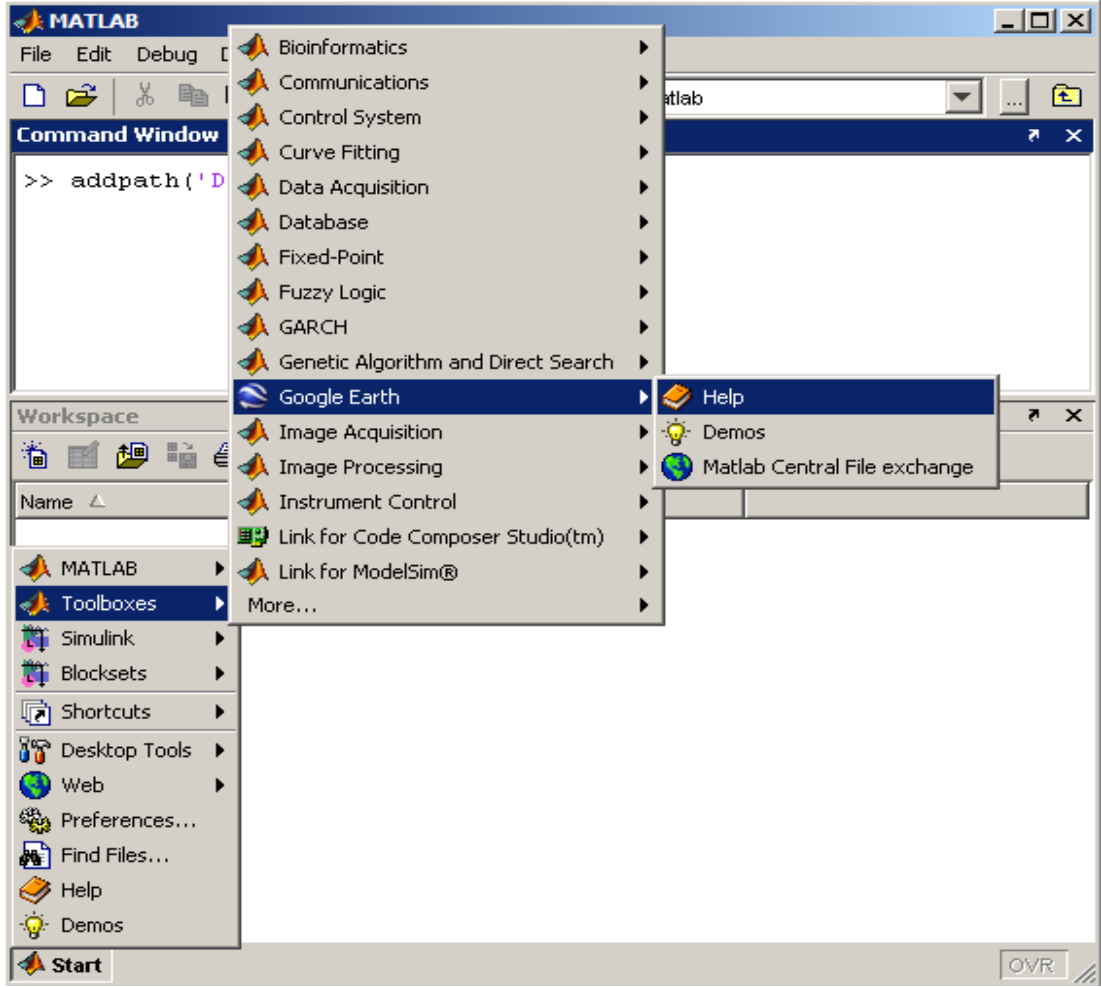 MATLAB
File Edit Debug
Bioinformatics
Communications
Control System
Curve Fitting
Data Acquisition
Database
Fixed-Point
Fuzzy Logic
GARCH
Genetic Algorithm and Direct Search
Google Earth
Image Acquisition
Image Processing
Instrument Control
Link for Code Composer Studio(tm)
Link for ModelSim®
More...
atlab
...
Command Window
>> addpath('D
Help
Demos
Matlab Central File exchange
Workspace
Name
MATLAB
Toolboxes
Simulink
Blocksets
Shortcuts
Desktop Tools
Web
Preferences...
Find Files...
Help
Demos
Start
OVR